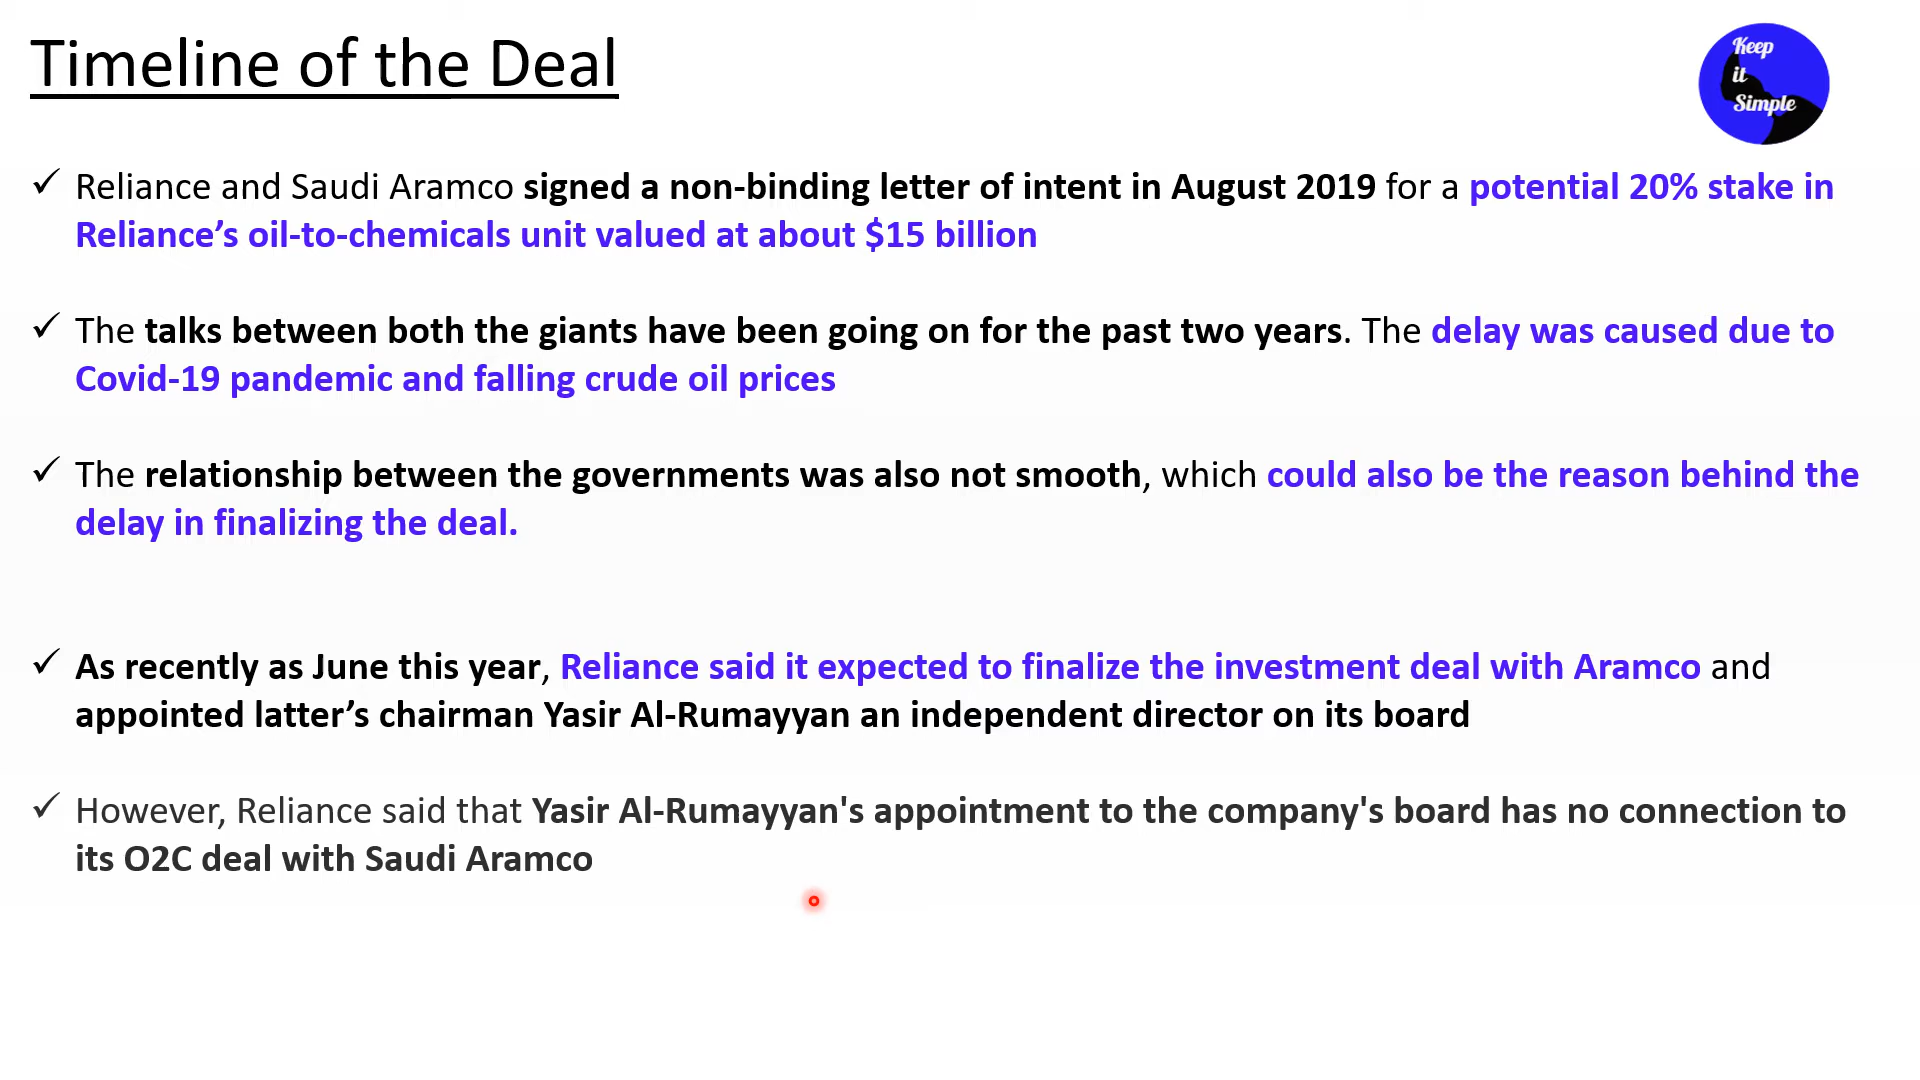 Timeline of the Deal
Keep
it
Simple
✓ Reliance and Saudi Aramco signed a non-binding letter of intent in August 2019 for a potential 20% stake in
Reliance’s oil-to-chemicals unit valued at about $15 billion
✓ The talks between both the giants have been going on for the past two years. The delay was caused due to
Covid-19 pandemic and falling crude oil prices
✓ The relationship between the governments was also not smooth, which could also be the reason behind the
delay in finalizing the deal.
✓ As recently as June this year, Reliance said it expected to finalize the investment deal with Aramco and
appointed latter’s chairman Yasir Al-Rumayyan an independent director on its board
✓ However, Reliance said that Yasir Al-Rumayyan's appointment to the company's board has no connection to
its O2C deal with Saudi Aramco